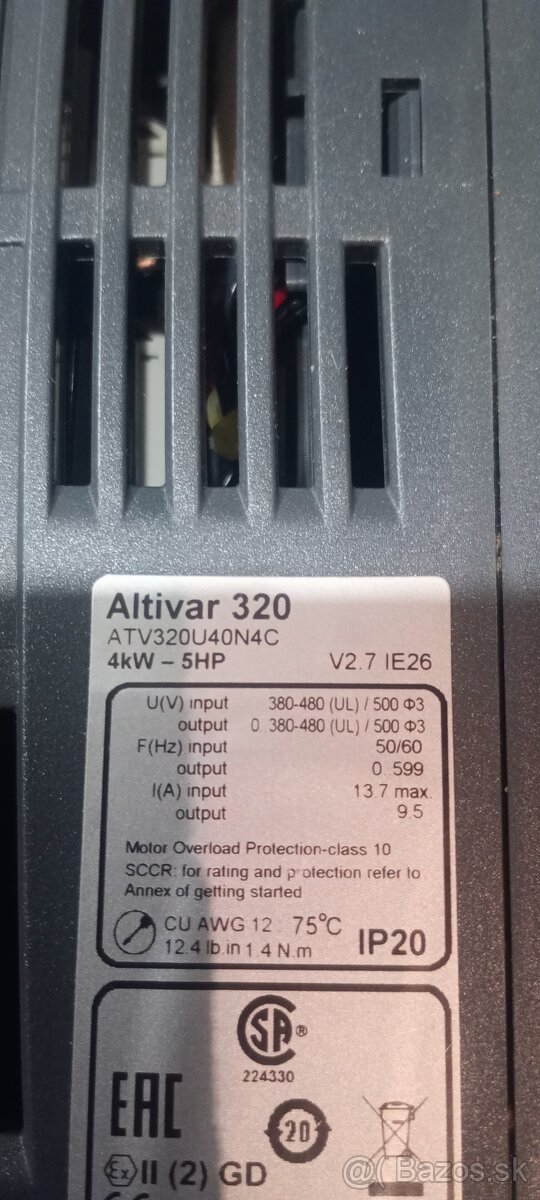 Altivar 320
ATV320U40N4C
4kW – 5HP V2.7 IE26
U(V) input 380-480 (UL) / 500 Φ3
output 0 380-480 (UL) / 500 Φ3
F(Hz) input 50/60
output 0 599
I(A) input 13.7 max.
output 9.5
Motor Overload Protection-class 10
SCCR: for rating and protection refer to
Annex of getting started
CU AWG 12 : 75°C
12.4 lb.in 1.4 N.m IP20
SA ®
224330
EAC
20
Ex II (2) GD
@( Bazos.sk